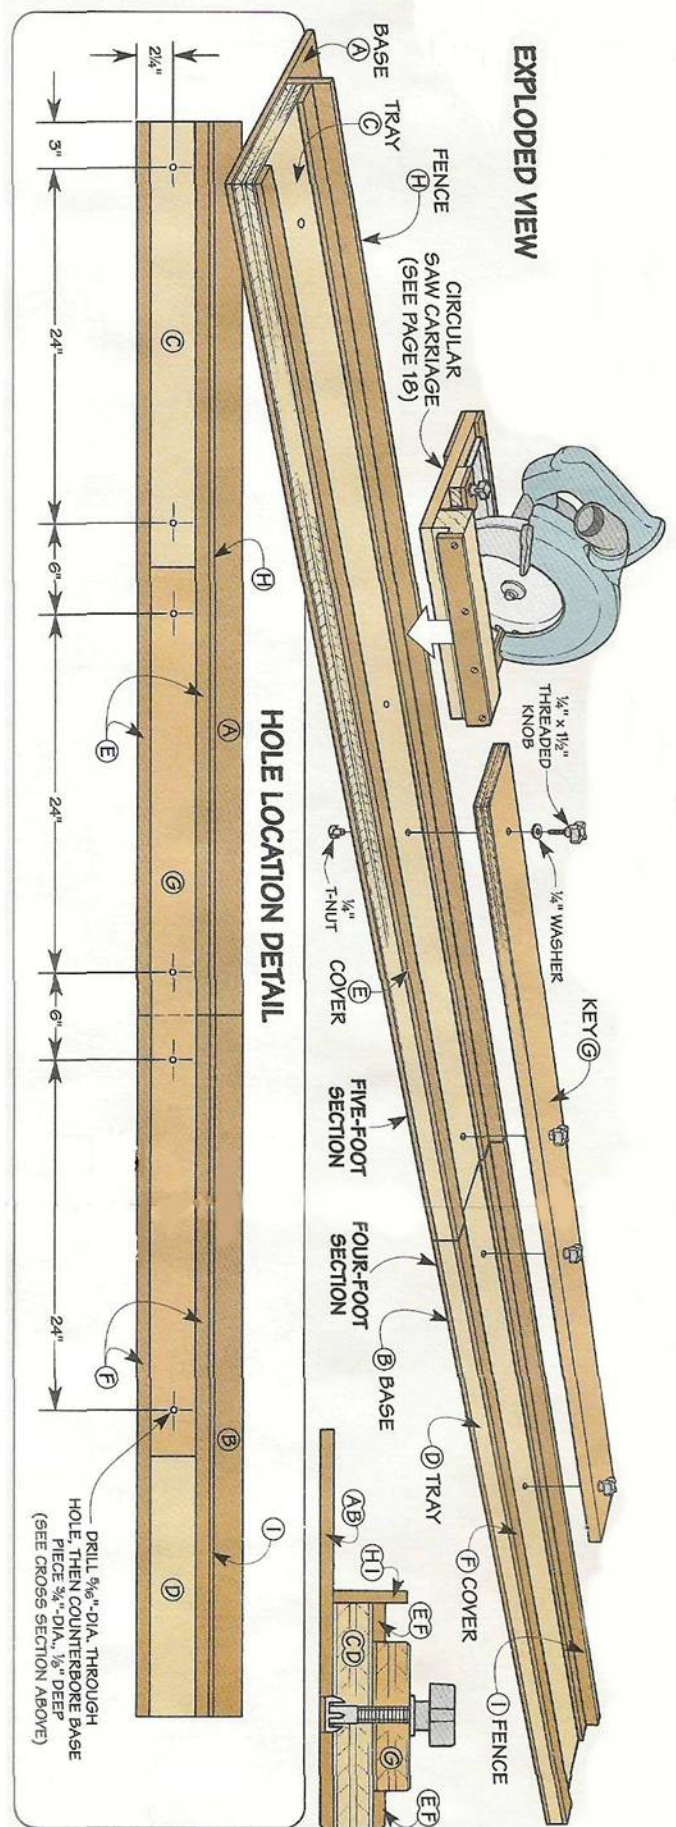 EXPLODED VIEW
BASE
A
TRAY
C
FENCE
H
CIRCULAR
SAW CARRIAGE
(SEE PAGE 18)
¼" x 1½"
THREADED
KNOB
¼" WASHER
KEY G
¼"
T-NUT
E
COVER
FIVE-FOOT
SECTION
FOUR-FOOT
SECTION
B BASE
D TRAY
F COVER
I FENCE
AB
HI
EF
CD
G
EF
HOLE LOCATION DETAIL
2¼"
3"
24"
6"
24"
6"
24"
C
H
A
E
G
F
B
I
D
DRILL 5/16"-DIA. THROUGH
HOLE, THEN COUNTERBORE BASE
PIECE ¾"-DIA., ⅛" DEEP
(SEE CROSS SECTION ABOVE)